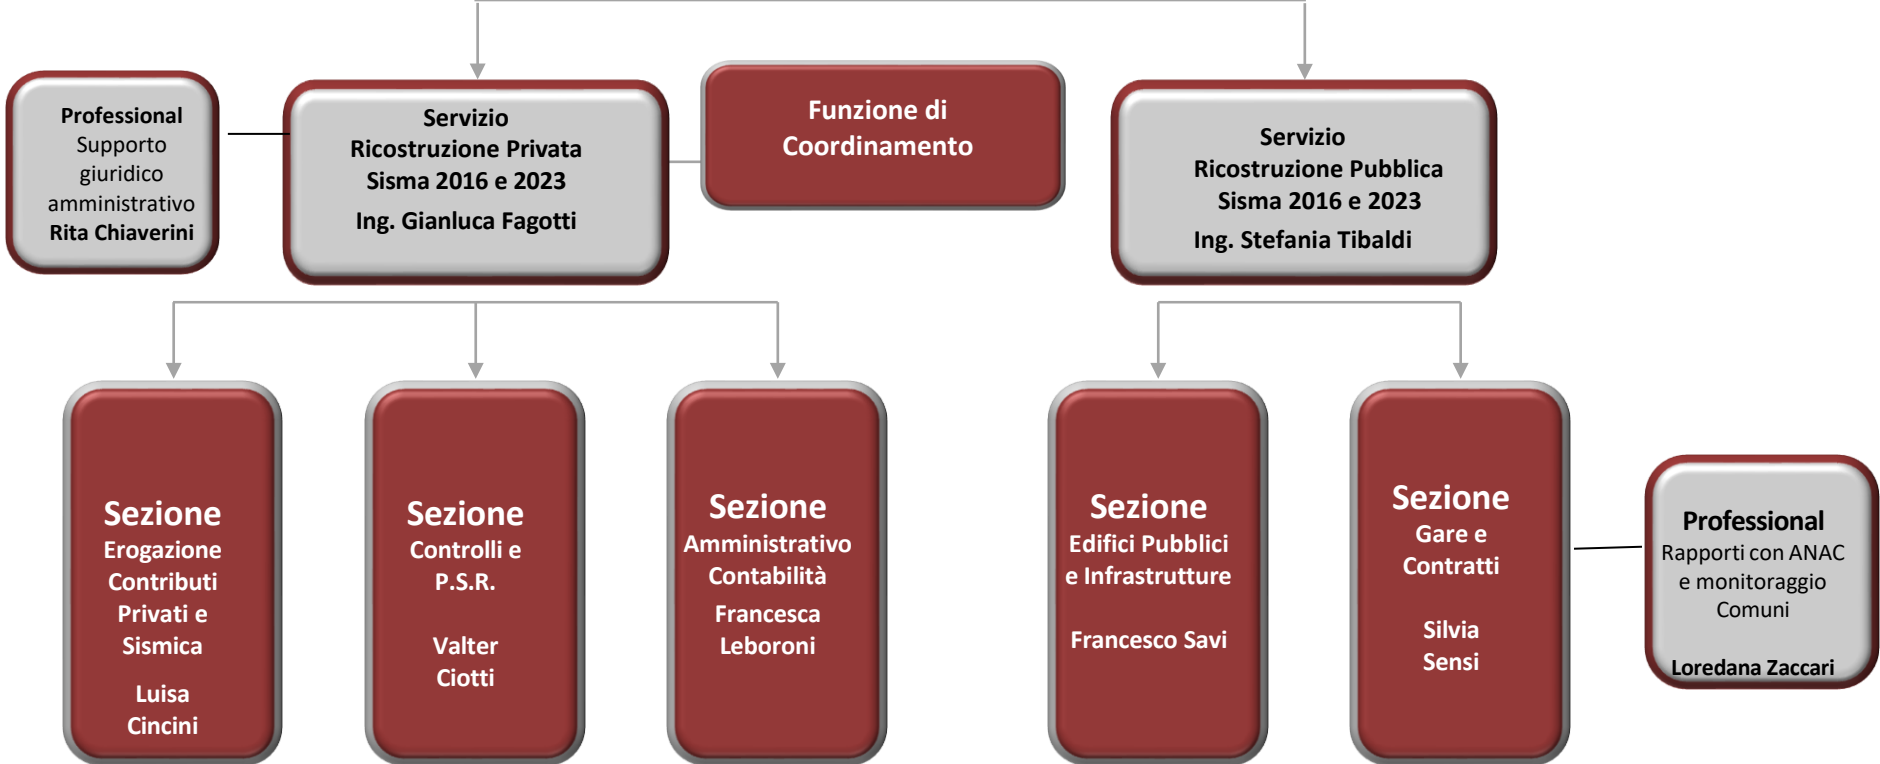 Professional
Supporto
giuridico
amministrativo
Rita Chiaverini
Servizio
Ricostruzione Privata
Sisma 2016 e 2023
Ing. Gianluca Fagotti
Funzione di
Coordinamento
Servizio
Ricostruzione Pubblica
Sisma 2016 e 2023
Ing. Stefania Tibaldi
Sezione
Erogazione
Contributi
Privati e
Sismica
Luisa
Cincini
Sezione
Controlli e
P.S.R.
Valter
Ciotti
Sezione
Amministrativo
Contabilità
Francesca
Leboroni
Sezione
Edifici Pubblici
e Infrastrutture
Francesco Savi
Sezione
Gare e
Contratti
Silvia
Sensi
Professional
Rapporti con ANAC
e monitoraggio
Comuni
Loredana Zaccari